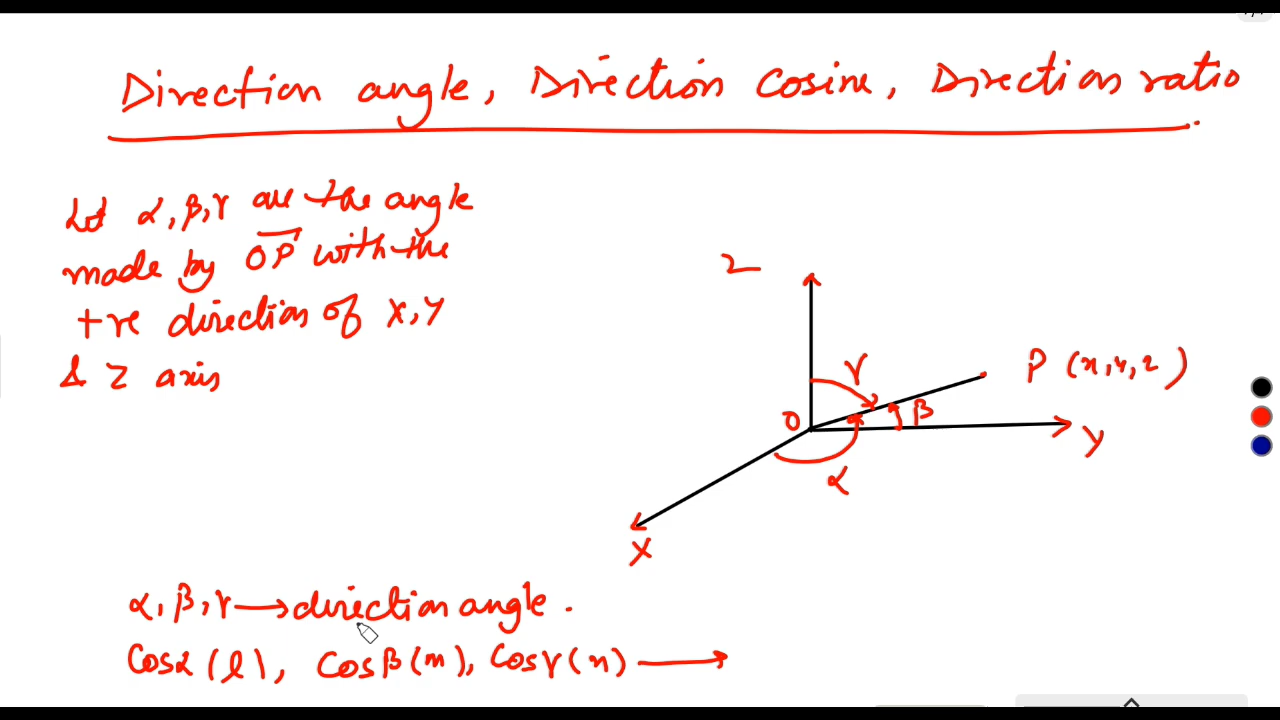 Direction angle, Direction Cosine, Direction ratio
Let α, β, γ are the angle
made by OP with the
+ve direction of X, Y
& Z axis
Z
γ
P (x, y, z)
O
β
Y
α
X
α, β, γ → direction angle.
Cosα (l), Cosβ (m), Cosγ (n) →